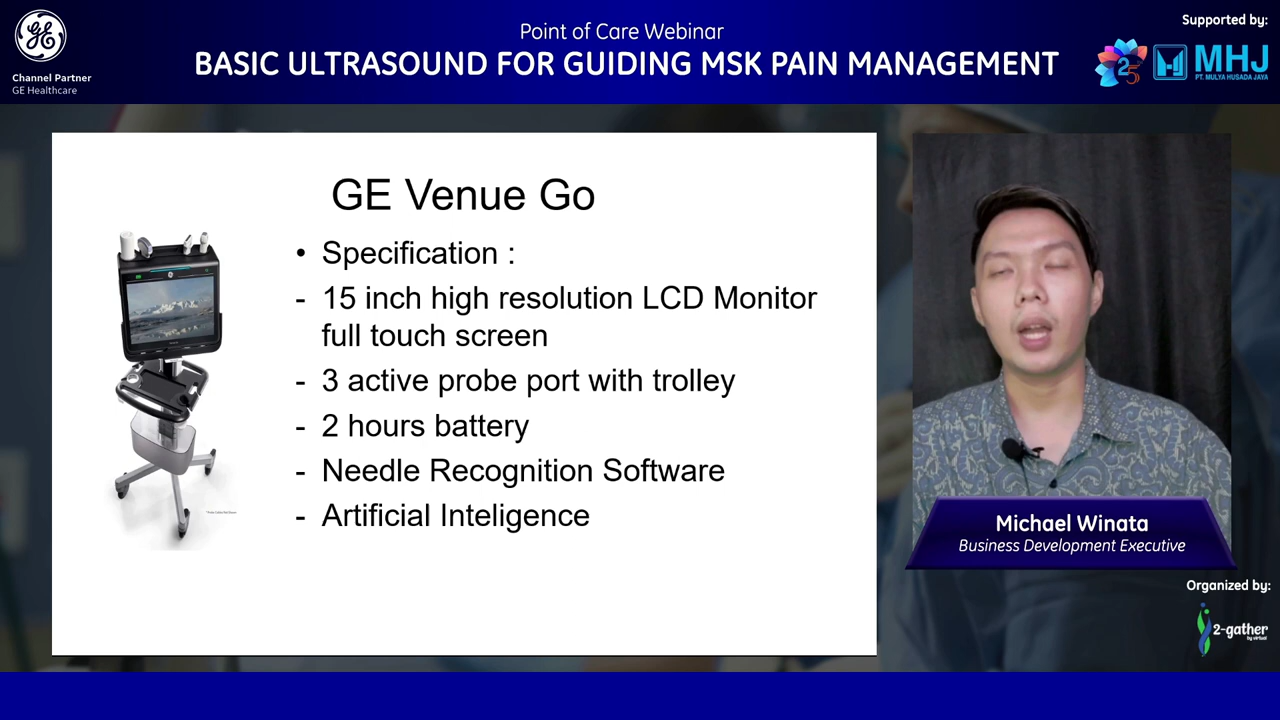 Point of Care Webinar
BASIC ULTRASOUND FOR GUIDING MSK PAIN MANAGEMENT
Channel Partner
GE Healthcare
Supported by:
25
MHJ
PT. MULYA HUSADA JAYA
GE Venue Go
• Specification :
- 15 inch high resolution LCD Monitor
full touch screen
- 3 active probe port with trolley
- 2 hours battery
- Needle Recognition Software
- Artificial Inteligence
Michael Winata
Business Development Executive
Organized by:
2-gather
by virtual